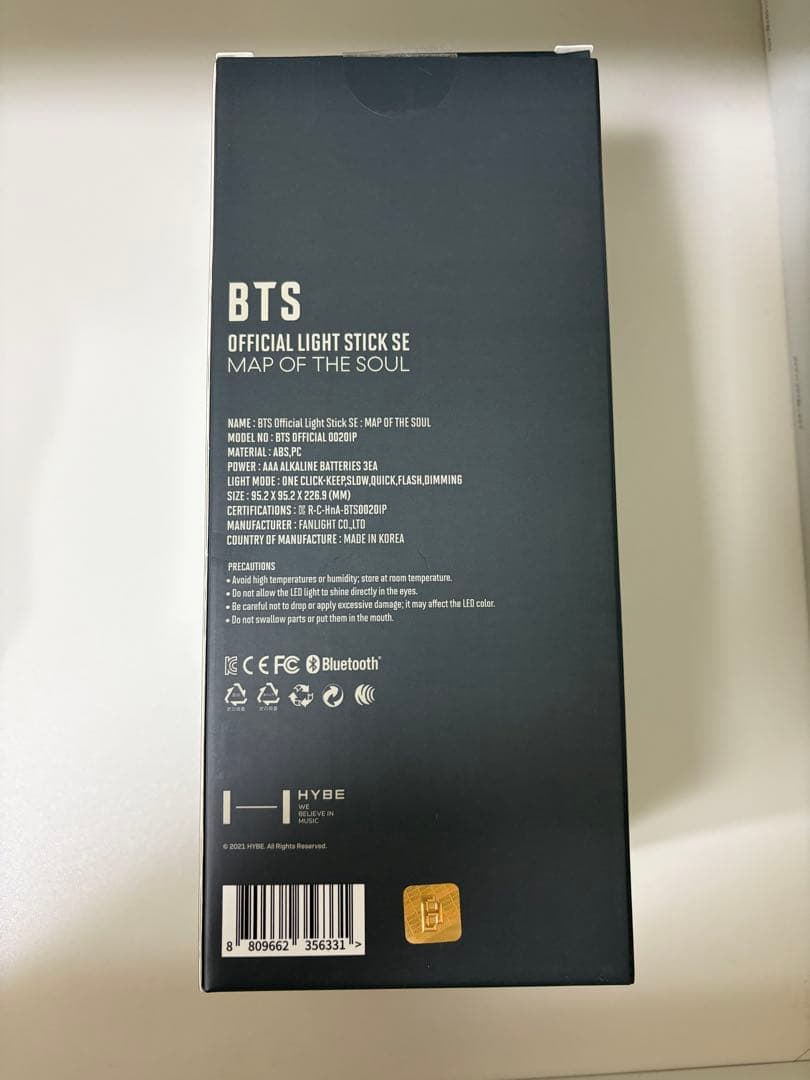 BTS
OFFICIAL LIGHT STICK SE
MAP OF THE SOUL
NAME : BTS Official Light Stick SE : MAP OF THE SOUL
MODEL NO : BTS OFFICIAL 0020IP
MATERIAL : ABS,PC
POWER : AAA ALKALINE BATTERIES 3EA
LIGHT MODE : ONE CLICK-KEEP,SLOW,QUICK,FLASH,DIMMING
SIZE : 95.2 X 95.2 X 226.9 (MM)
CERTIFICATIONS : R-C-HnA-BTS0020IP
MANUFACTURER : FANLIGHT CO.,LTD
COUNTRY OF MANUFACTURE : MADE IN KOREA
PRECAUTIONS
• Avoid high temperatures or humidity; store at room temperature.
• Do not allow the LED light to shine directly in the eyes.
• Be careful not to drop or apply excessive damage; it may affect the LED color.
• Do not swallow parts or put them in the mouth.
CE FC Bluetooth®
HYBE
WE
BELIEVE IN
MUSIC
© 2021 HYBE. All Rights Reserved.
8 809662 356331 >